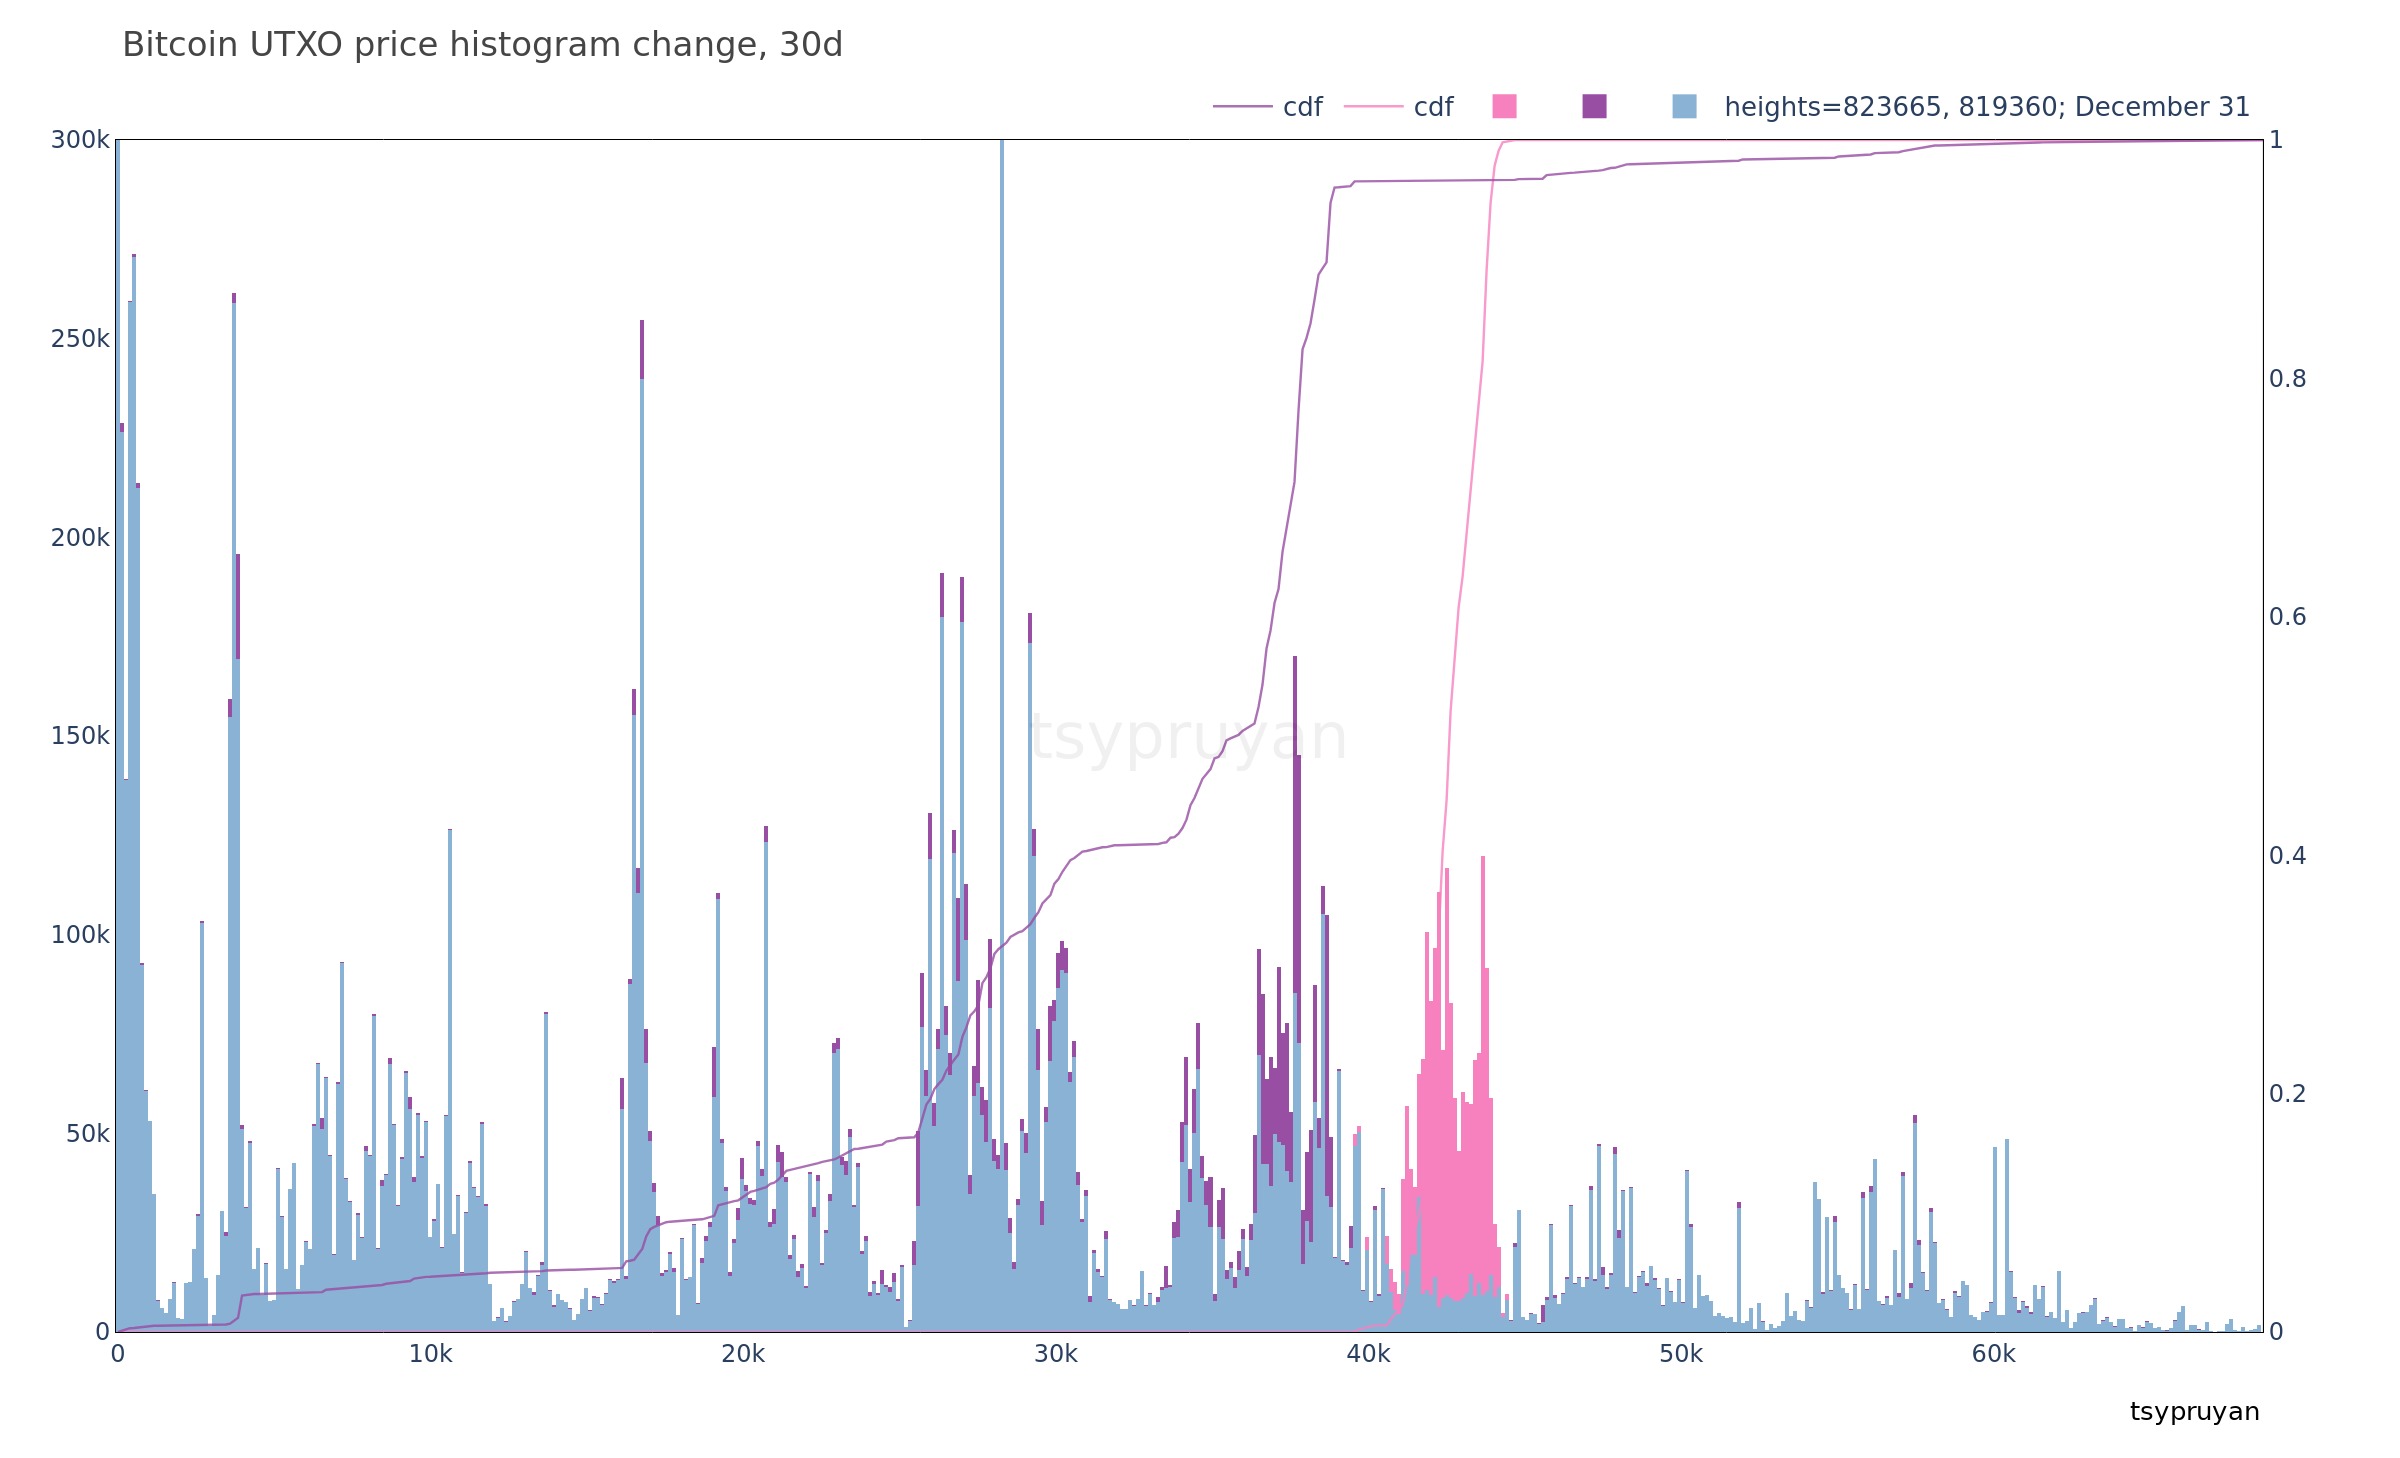 Bitcoin UTXO price histogram change, 30d
cdf cdf heights=823665, 819360; December 31
300k 1
250k
0.8
200k
0.6
150k
tsypruyan
100k
0.4
50k
0.2
0 0
0 10k 20k 30k 40k 50k 60k
tsypruyan